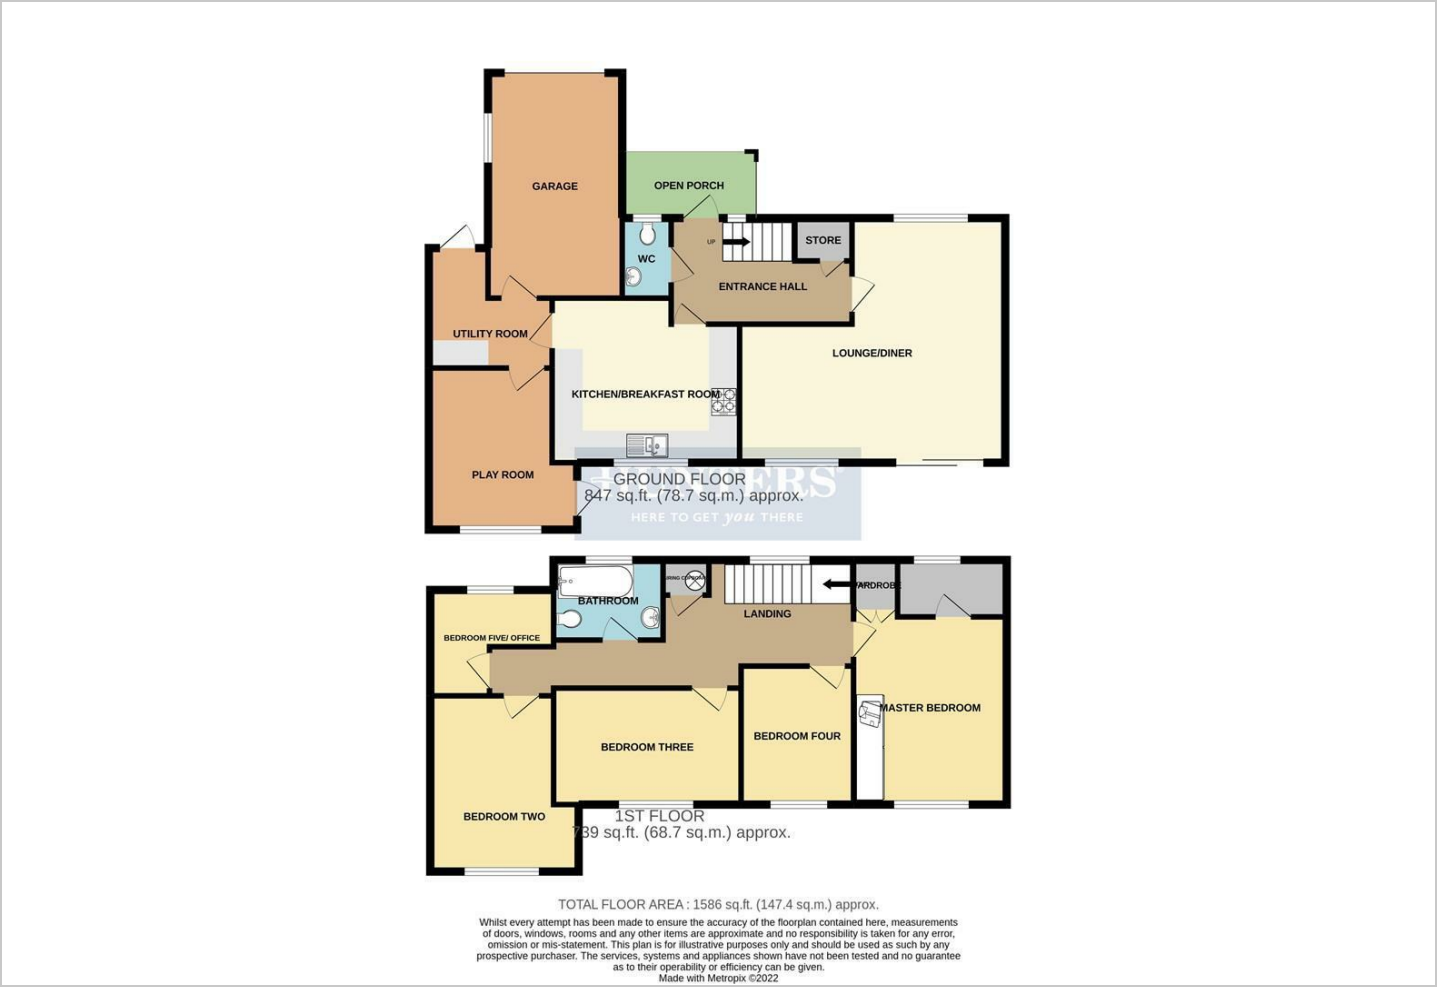 GARAGE
OPEN PORCH
UP
STORE
WC
ENTRANCE HALL
UTILITY ROOM
LOUNGE/DINER
KITCHEN/BREAKFAST ROOM
PLAY ROOM
HUNTERS
HERE TO GET you THERE
GROUND FLOOR
847 sq.ft. (78.7 sq.m.) approx.
BATHROOM
LANDING
BEDROOM FIVE/ OFFICE
MASTER BEDROOM
BEDROOM THREE
BEDROOM FOUR
BEDROOM TWO
1ST FLOOR
739 sq.ft. (68.7 sq.m.) approx.
TOTAL FLOOR AREA : 1586 sq.ft. (147.4 sq.m.) approx.
Whilst every attempt has been made to ensure the accuracy of the floorplan contained here, measurements
of doors, windows, rooms and any other items are approximate and no responsibility is taken for any error,
omission or mis-statement. This plan is for illustrative purposes only and should be used as such by any
prospective purchaser. The services, systems and appliances shown have not been tested and no guarantee
as to their operability or efficiency can be given.
Made with Metropix ©2022